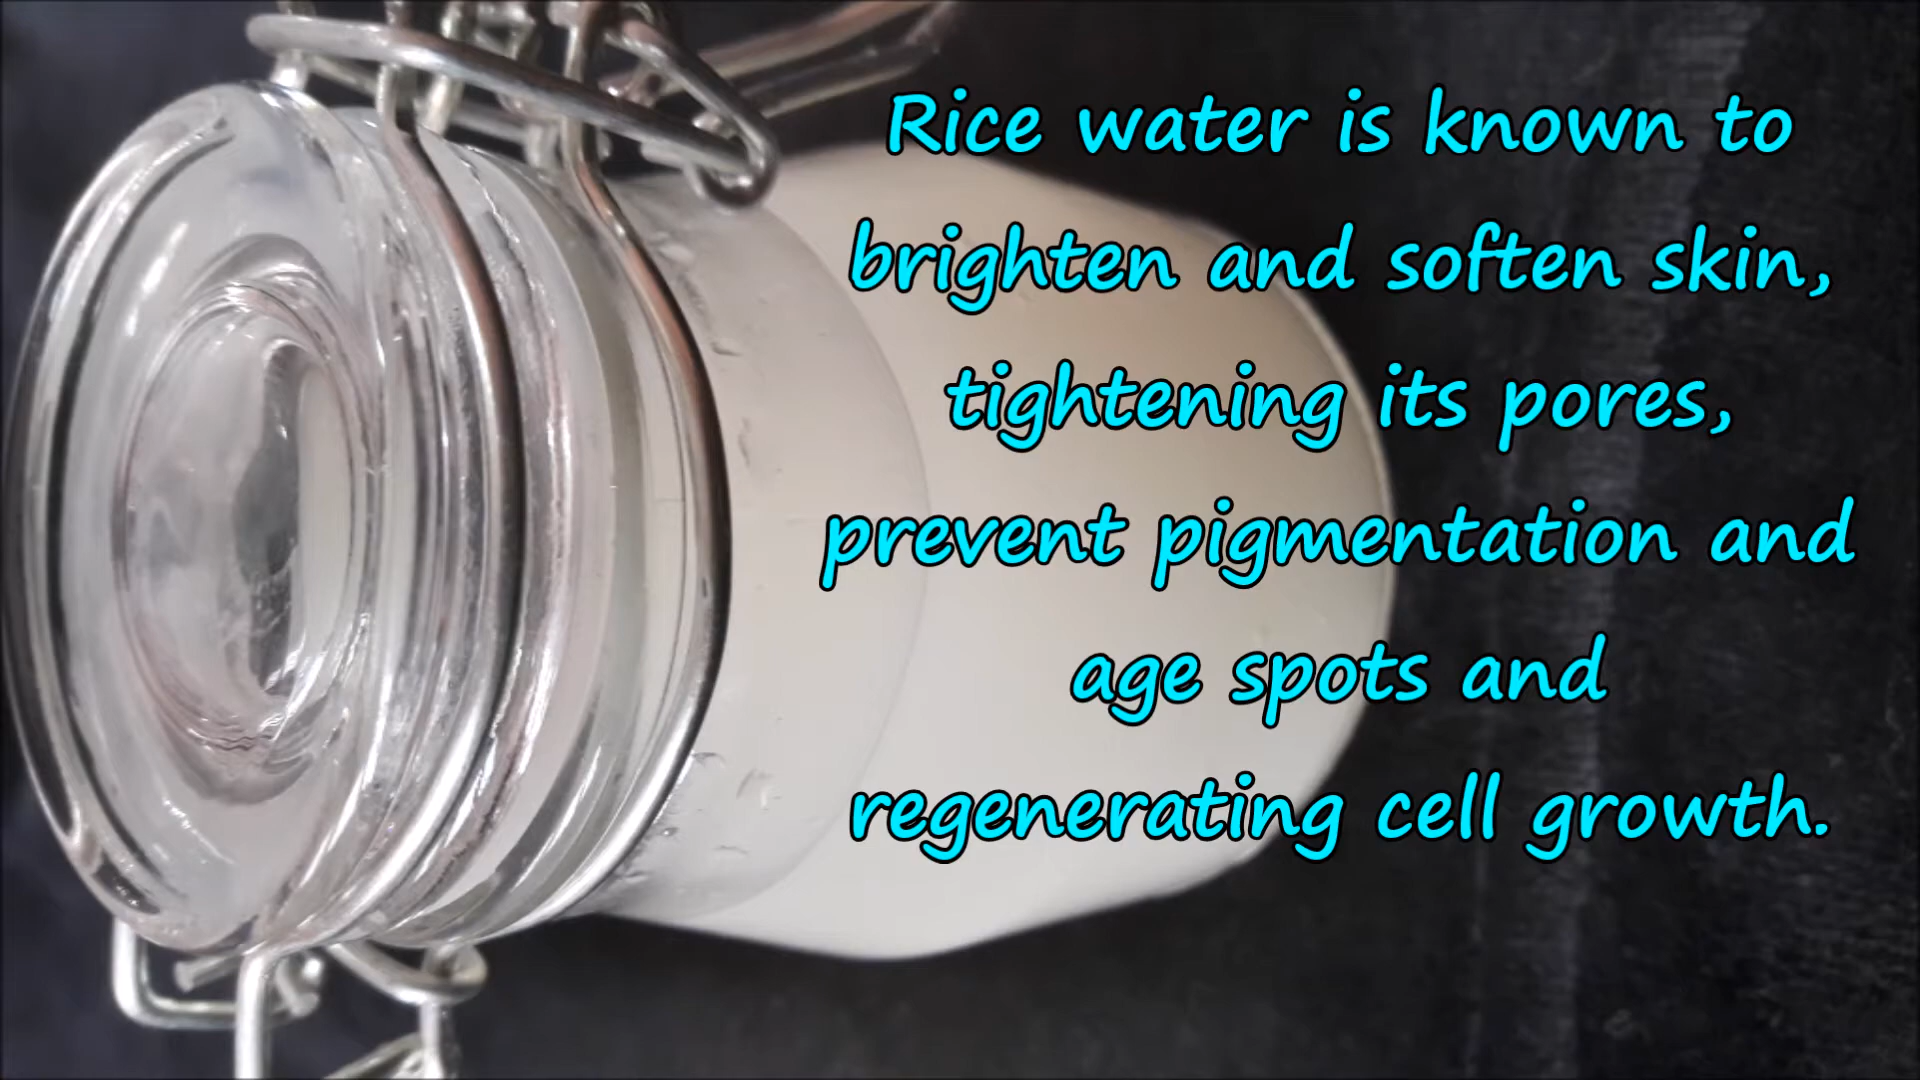 Rice water is known to
brighten and soften skin,
tightening its pores,
prevent pigmentation and
age spots and
regenerating cell growth.